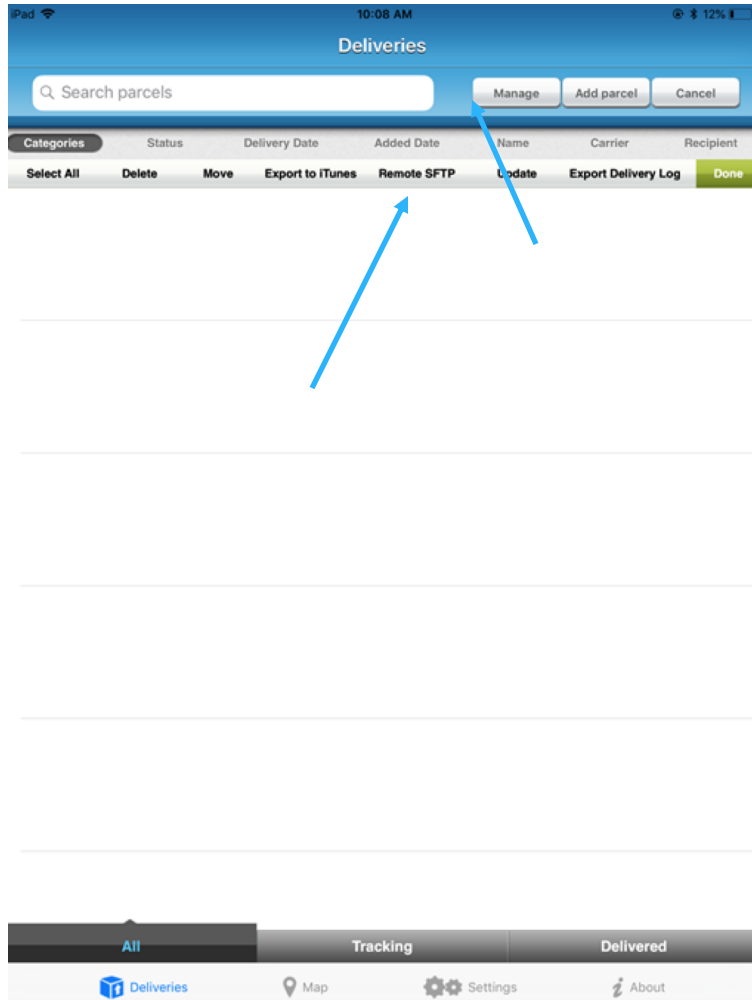 iPad 10:08 AM 12%
Deliveries
Search parcels Manage Add parcel Cancel
Categories Status Delivery Date Added Date Name Carrier Recipient
Select All Delete Move Export to iTunes Remote SFTP Update Export Delivery Log Done
All Tracking Delivered
Deliveries Map Settings About